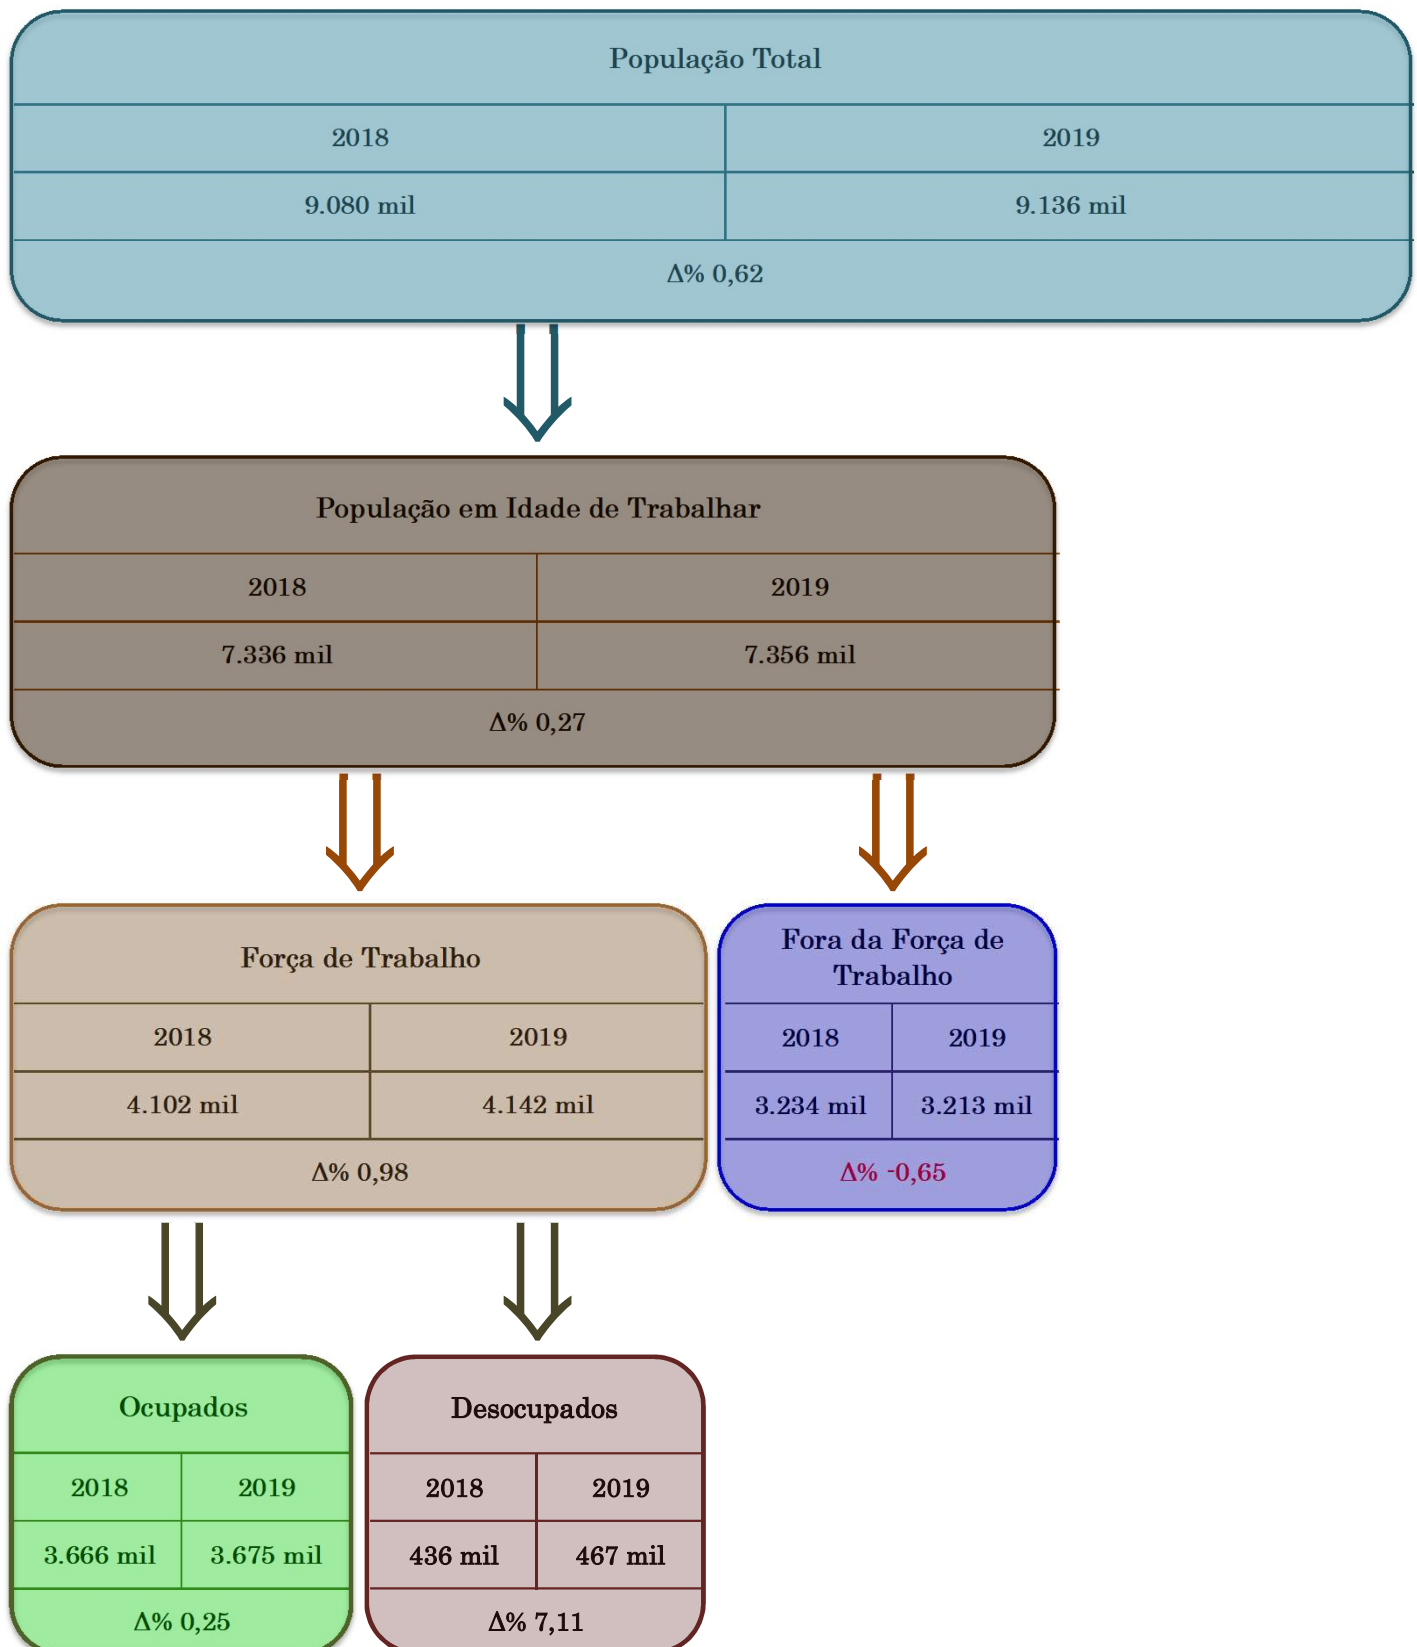 População Total
2018 2019
9.080 mil 9.136 mil
Δ% 0,62
População em Idade de Trabalhar
2018 2019
7.336 mil 7.356 mil
Δ% 0,27
Força de Trabalho
2018 2019
4.102 mil 4.142 mil
Δ% 0,98
Fora da Força de
Trabalho
2018 2019
3.234 mil 3.213 mil
Δ% -0,65
Ocupados
2018 2019
3.666 mil 3.675 mil
Δ% 0,25
Desocupados
2018 2019
436 mil 467 mil
Δ% 7,11